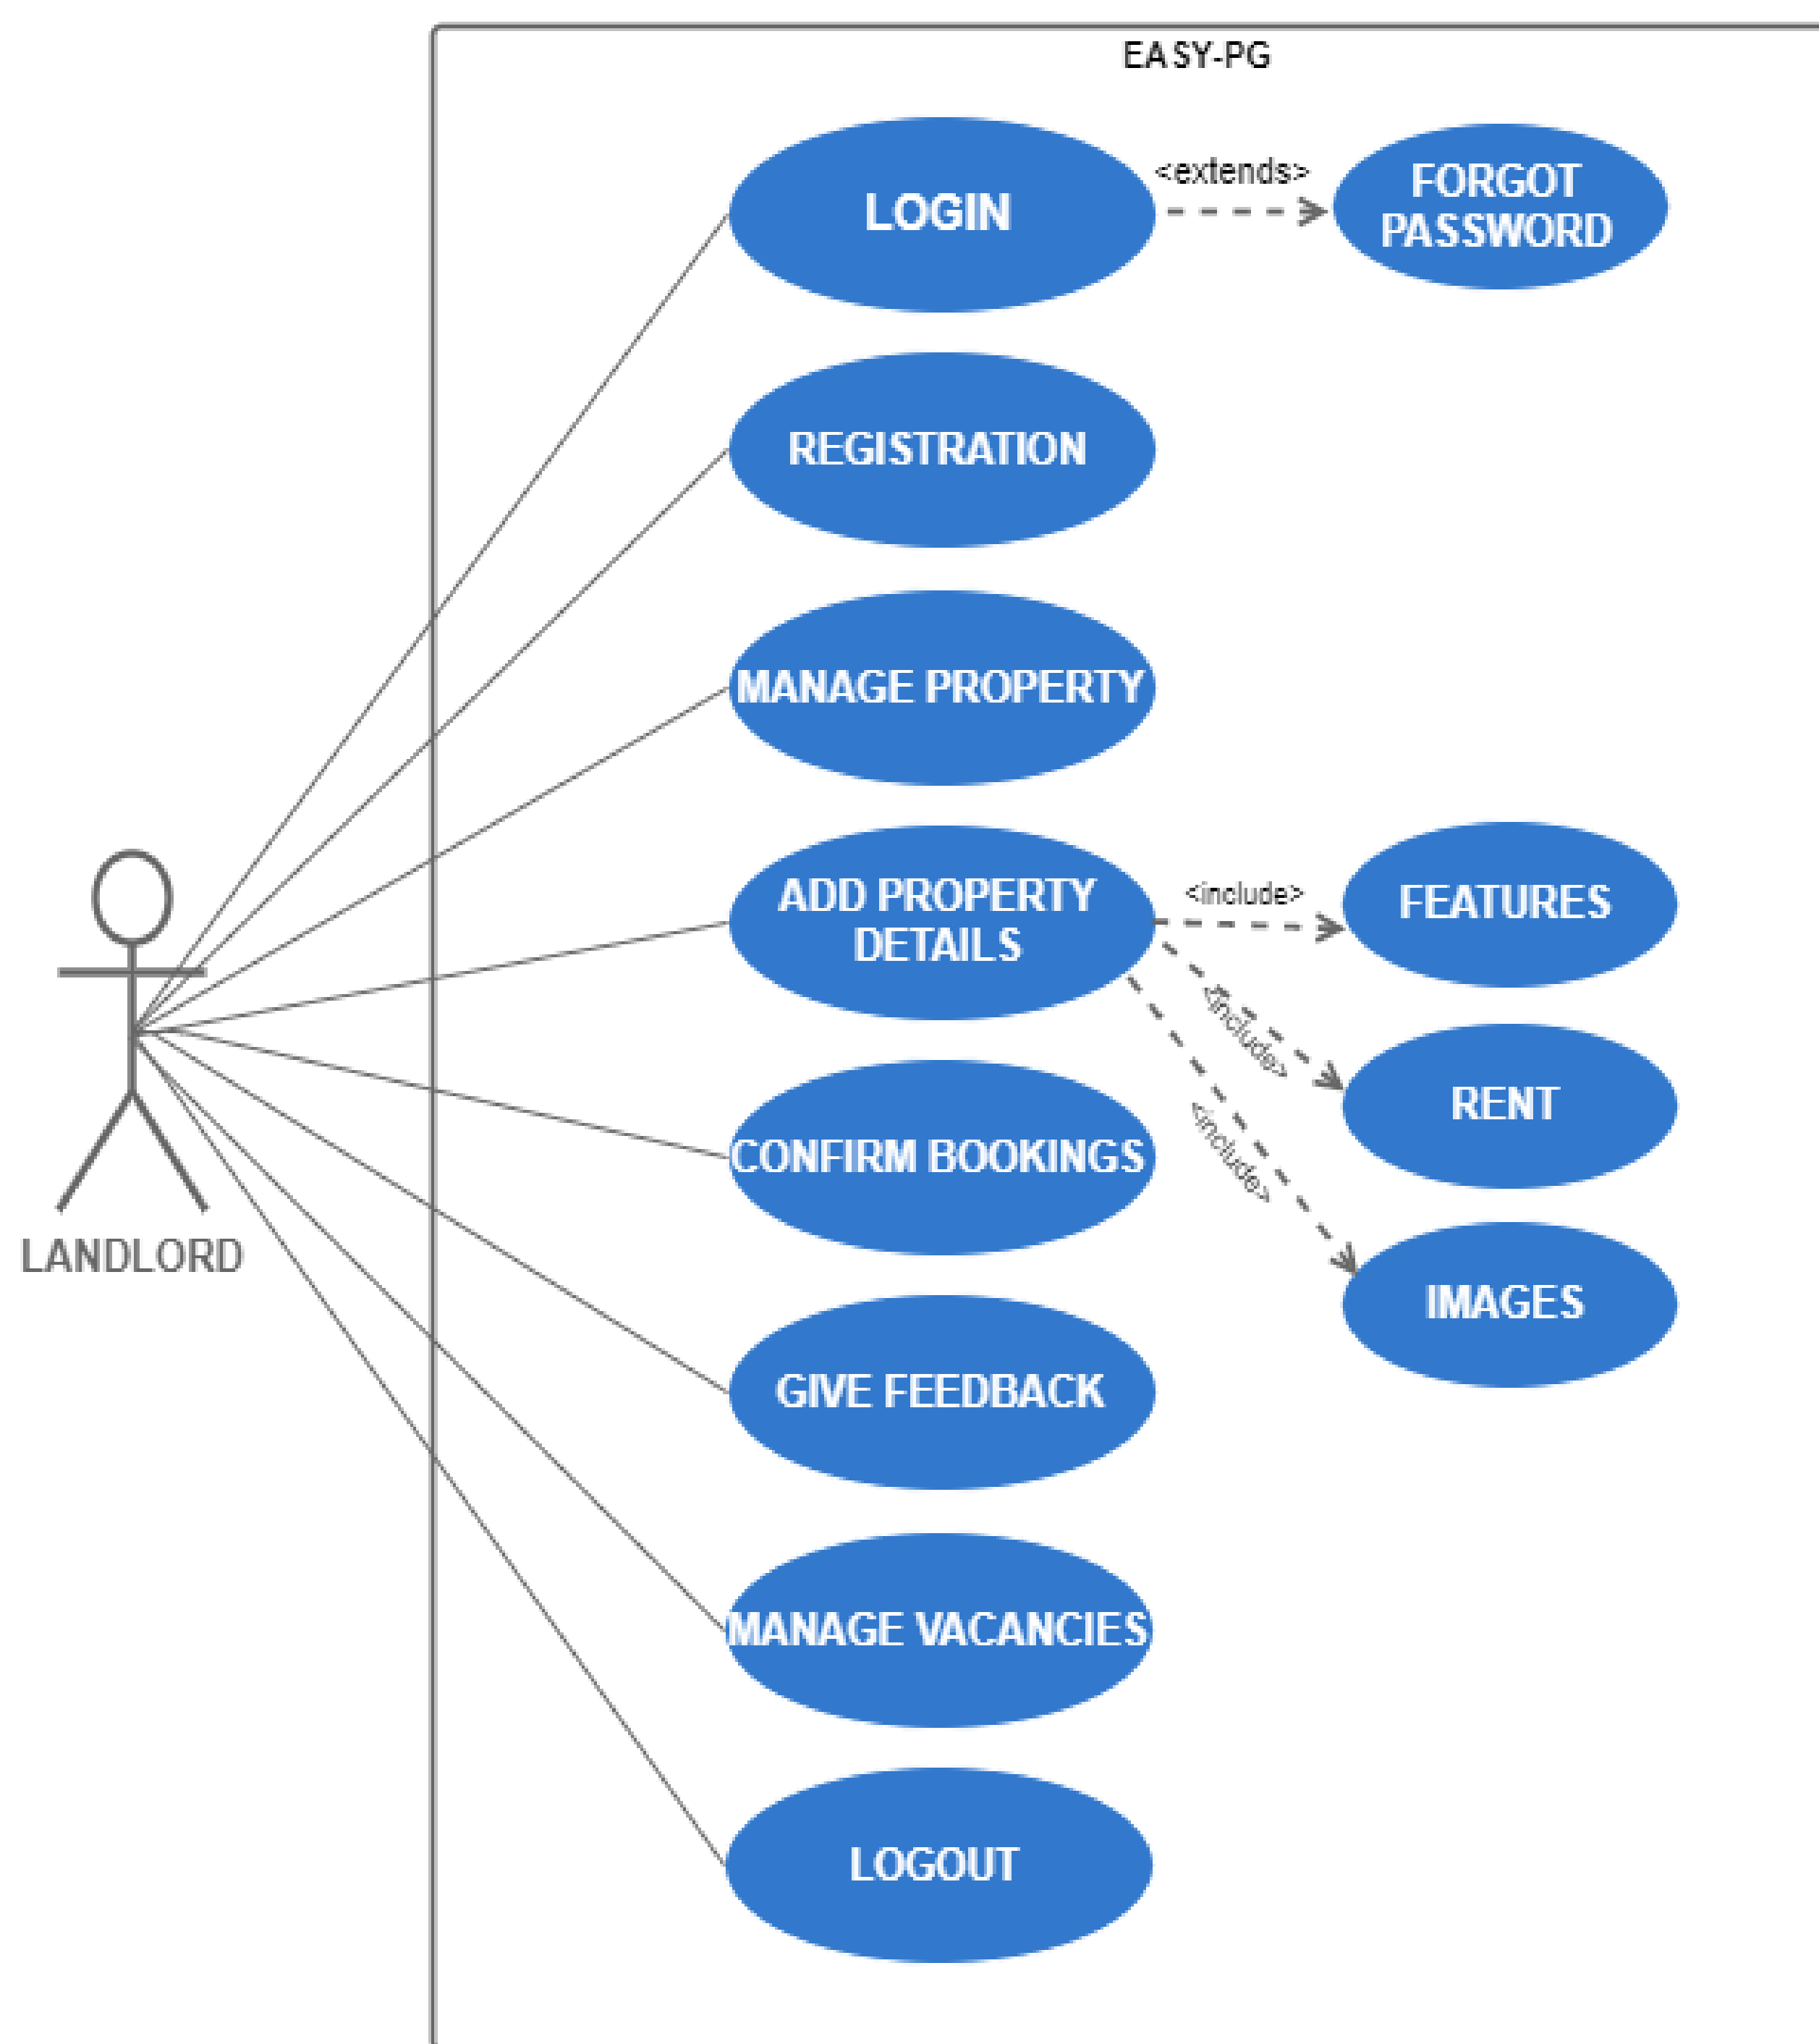 EASY-PG
LOGIN
<extends>
FORGOT
PASSWORD
REGISTRATION
MANAGE PROPERTY
ADD PROPERTY
DETAILS
<include>
FEATURES
<include>
RENT
<include>
IMAGES
CONFIRM BOOKINGS
LANDLORD
GIVE FEEDBACK
MANAGE VACANCIES
LOGOUT